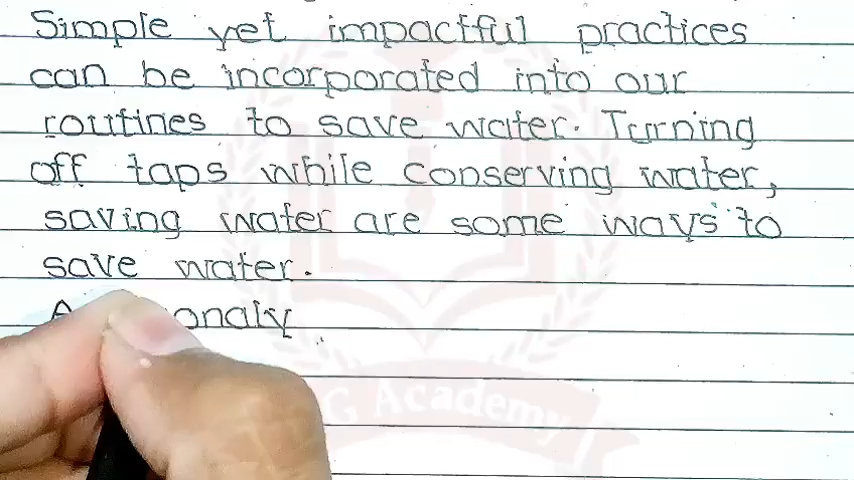 Simple yet impactful practices
can be incorporated into our
routines to save water. Turning
off taps while conserving water,
saving water are some ways to
save water.
G Academy